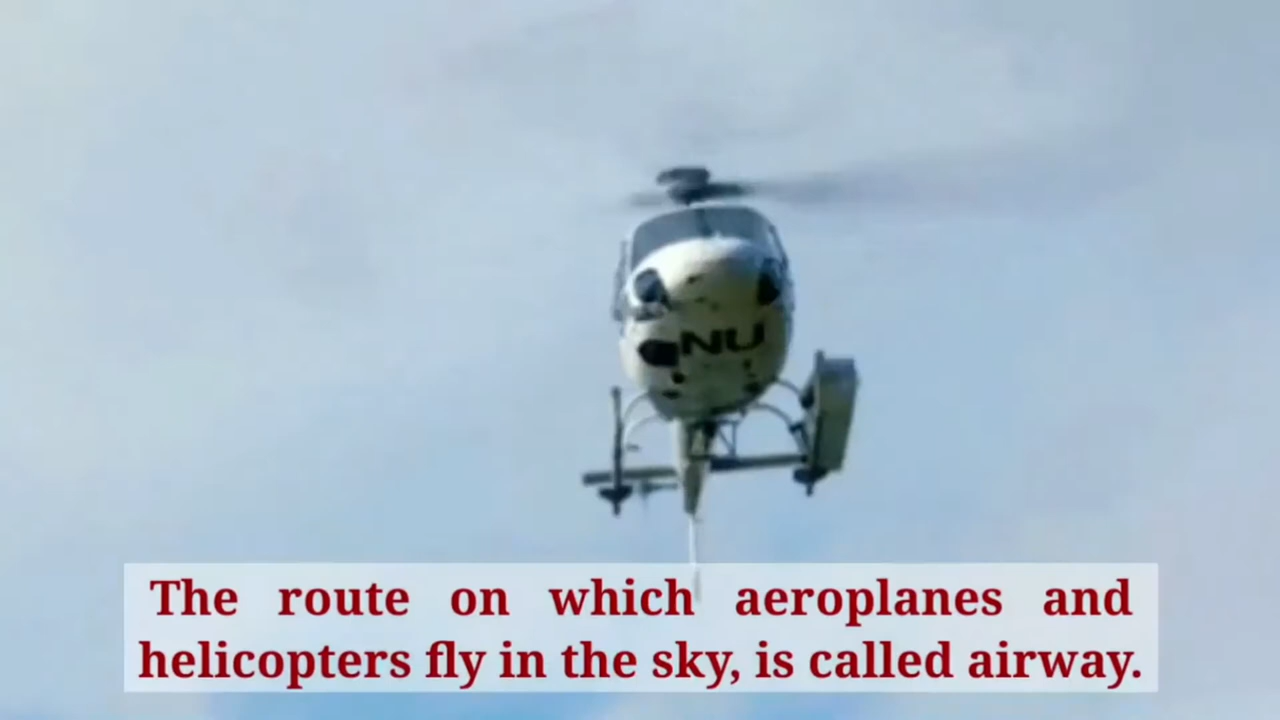 NU
The route on which aeroplanes and
helicopters fly in the sky, is called airway.